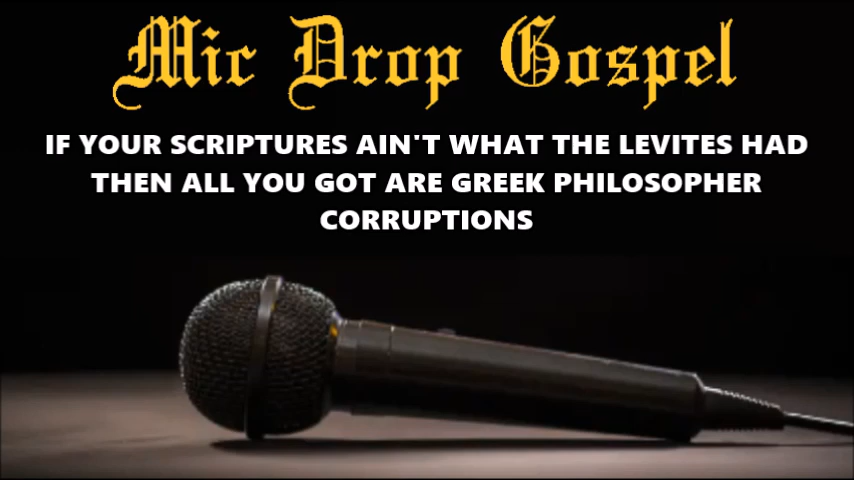 Mic Drop Gospel
IF YOUR SCRIPTURES AIN'T WHAT THE LEVITES HAD
THEN ALL YOU GOT ARE GREEK PHILOSOPHER
CORRUPTIONS